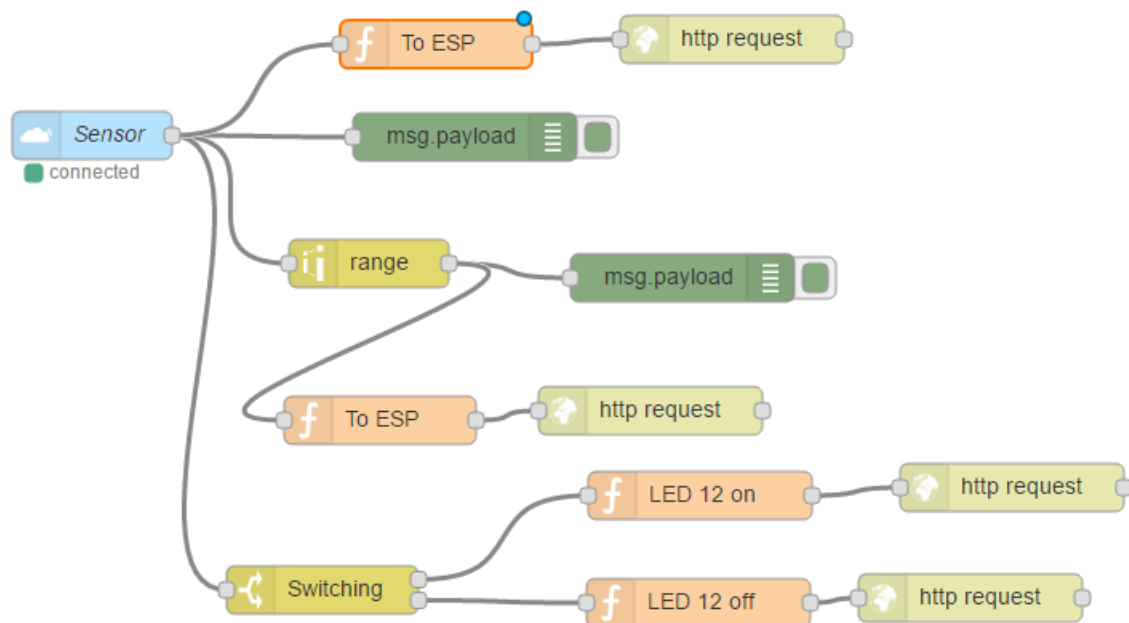 To ESP
http request
Sensor
connected
msg.payload
range
msg.payload
To ESP
http request
LED 12 on
http request
Switching
LED 12 off
http request